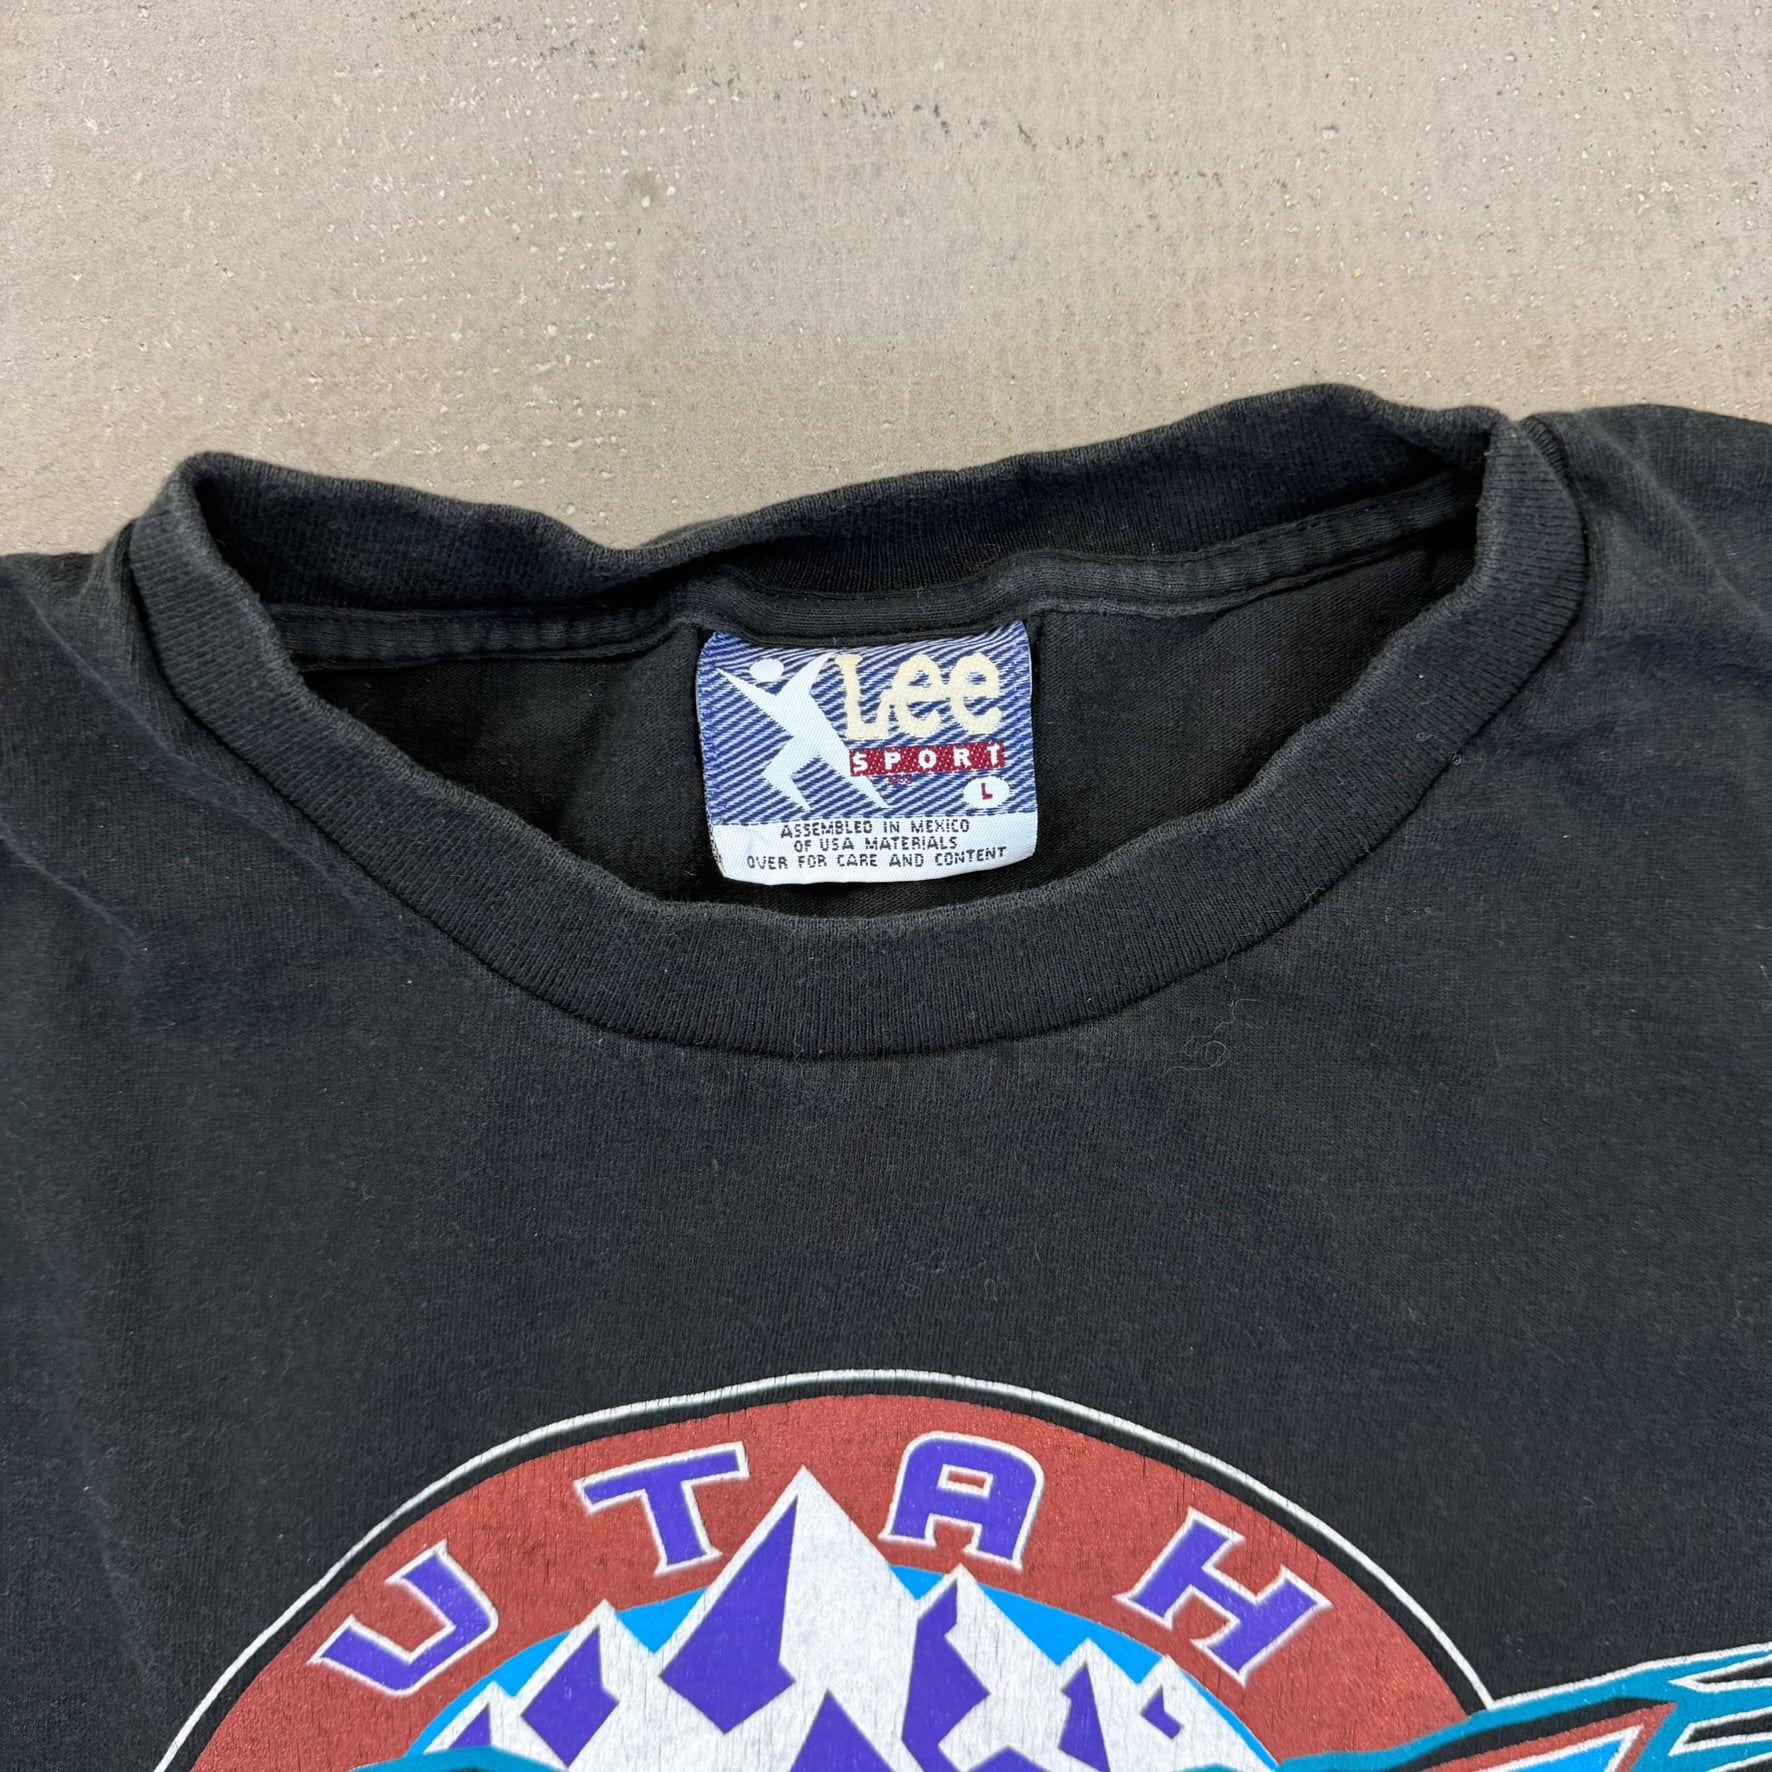 Lee
SPORT
L
ASSEMBLED IN MEXICO
OF USA MATERIALS
OVER FOR CARE AND CONTENT
UTAH